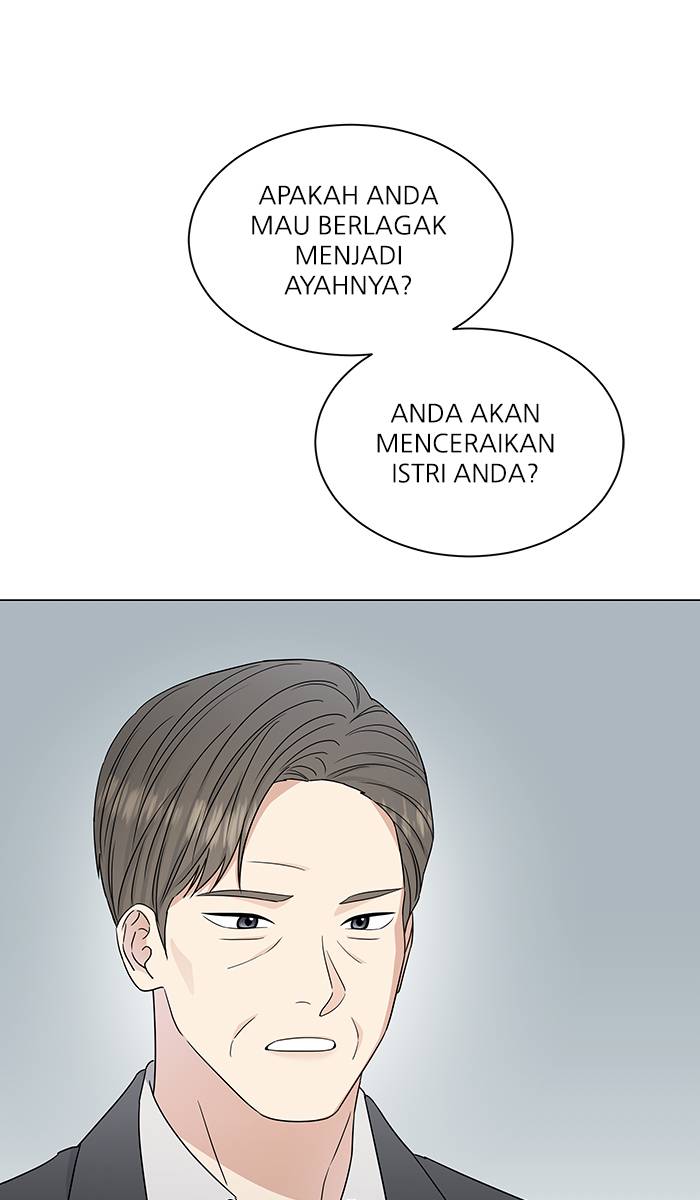 APAKAH ANDA
MAU BERLAGAK
MENJADI
AYAHNYA?
ANDA AKAN
MENCERAIKAN
ISTRI ANDA?